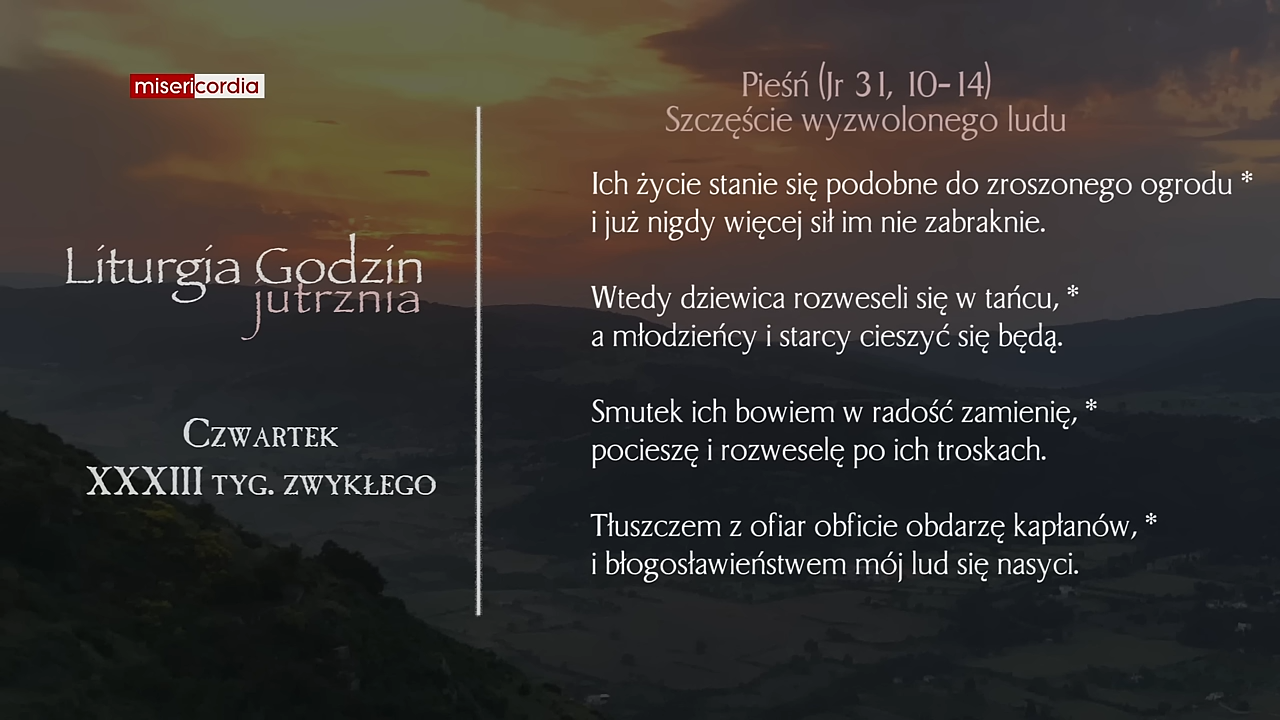 misericordia
Liturgia Godzin
jutrznia
Czwartek
XXXIII tyg. zwykłego
Pieśń (Jr 31, 10-14)
Szczęście wyzwolonego ludu
Ich życie stanie się podobne do zroszonego ogrodu *
i już nigdy więcej sił im nie zabraknie.
Wtedy dziewica rozweseli się w tańcu, *
a młodzieńcy i starcy cieszyć się będą.
Smutek ich bowiem w radość zamienię, *
pocieszę i rozweselę po ich troskach.
Tłuszczem z ofiar obficie obdarzę kapłanów, *
i błogosławieństwem mój lud się nasyci.